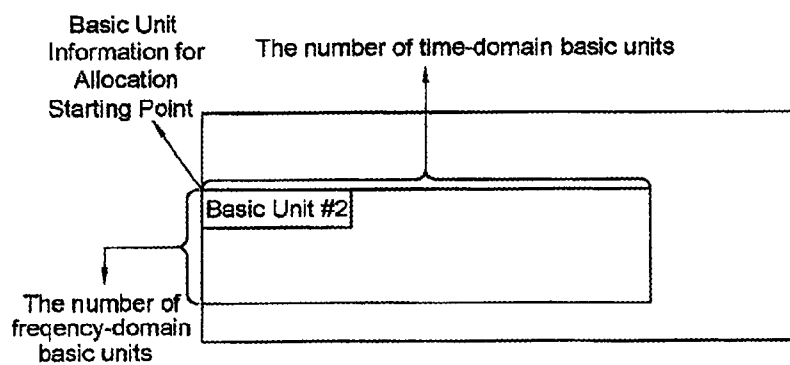 Basic Unit
Information for
Allocation
Starting Point
The number of time-domain basic units
Basic Unit #2
The number of
freqency-domain
basic units